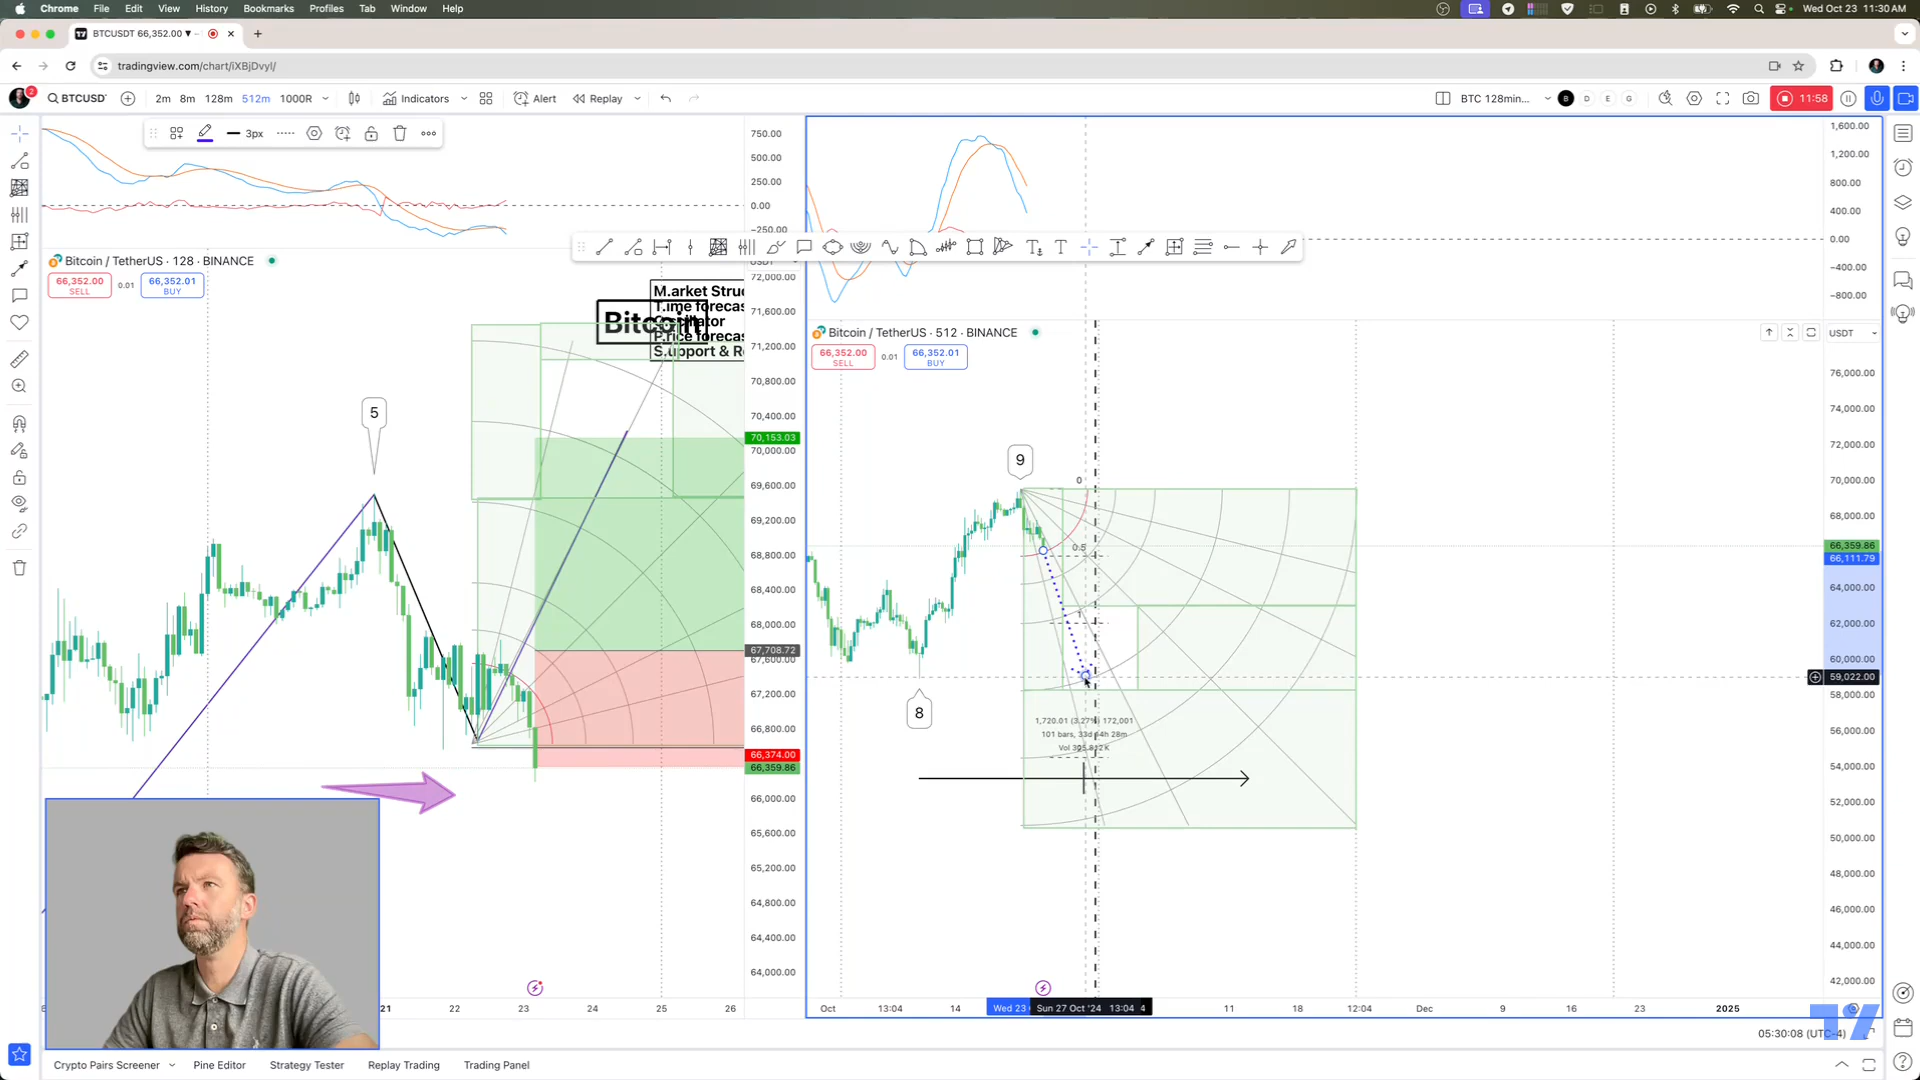 Chrome File Edit View History Bookmarks Profiles Tab Window Help
Wed Oct 23 11:30 AM
BTCUSDT 66,352.00 ▼
tradingview.com/chart/iXBjDvyl/
2
BTCUSD
2m 8m 128m 512m 1000R
Indicators
Alert
Replay
BTC 128min...
B D E G
11:58
3px
750.00
500.00
250.00
0.00
−250.00
Bitcoin / TetherUS · 128 · BINANCE
66,352.00
SELL
0.01
66,352.01
BUY
M.arket Struc
T.ime forecas
Bitcoin
P.rice forecas
S.upport & R
5
72,000.00
71,600.00
71,200.00
70,800.00
70,400.00
70,153.03
70,000.00
69,600.00
69,200.00
68,800.00
68,400.00
68,000.00
67,708.72
67,600.00
67,200.00
66,800.00
66,374.00
66,359.86
66,000.00
65,600.00
65,200.00
64,800.00
64,400.00
64,000.00
21 22 23 24 25 26
1,600.00
1,200.00
800.00
400.00
0.00
−400.00
−800.00
Bitcoin / TetherUS · 512 · BINANCE
66,352.00
SELL
0.01
66,352.01
BUY
USDT
9
8
0
0.5
1
1,720.01 (3.27%) 172,001
76,000.00
74,000.00
72,000.00
70,000.00
68,000.00
66,359.86
66,111.79
64,000.00
62,000.00
60,000.00
59,022.00
58,000.00
56,000.00
54,000.00
52,000.00
50,000.00
48,000.00
46,000.00
44,000.00
42,000.00
Oct 13:04 14 Wed 23 Sun 27 Oct '24 13:04 4 11 18 12:04 Dec 9 16 23 2025
05:30:08 (UTC-4)
Crypto Pairs Screener Pine Editor Strategy Tester Replay Trading Trading Panel